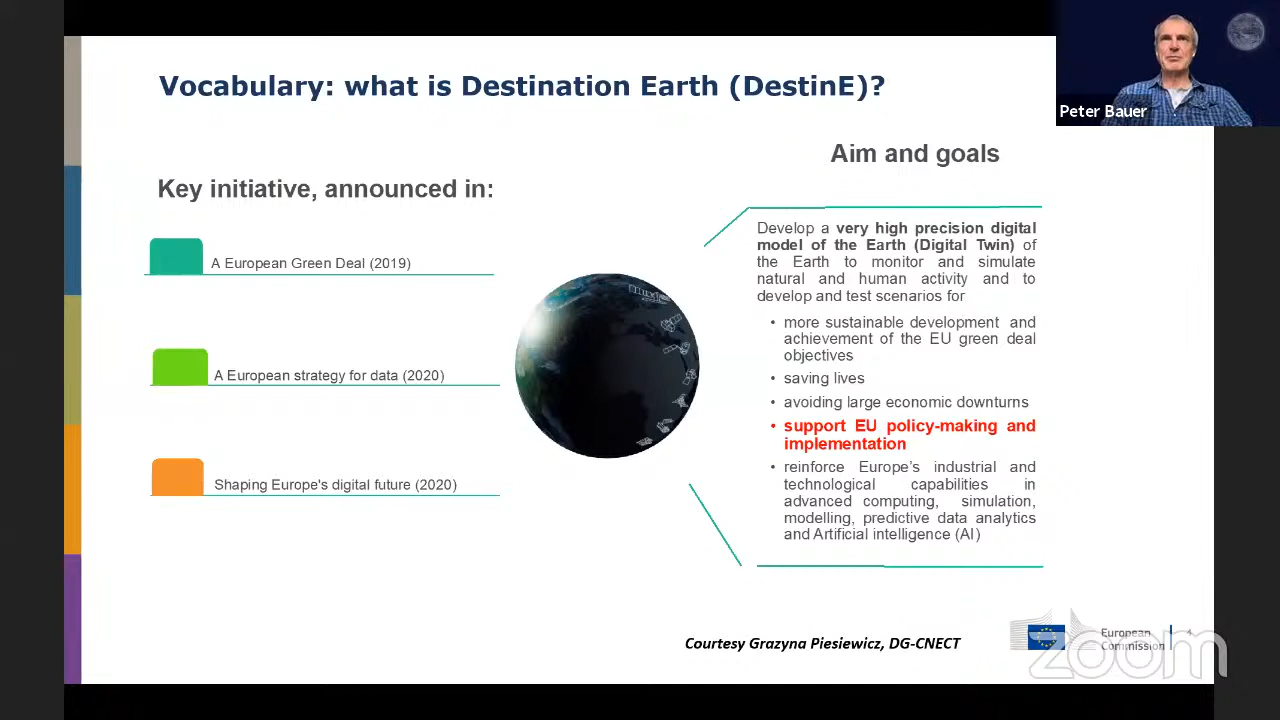 Vocabulary: what is Destination Earth (DestinE)?
Peter Bauer
Key initiative, announced in:
A European Green Deal (2019)
A European strategy for data (2020)
Shaping Europe's digital future (2020)
Aim and goals
Develop a very high precision digital
model of the Earth (Digital Twin) of
the Earth to monitor and simulate
natural and human activity and to
develop and test scenarios for
• more sustainable development and
achievement of the EU green deal
objectives
• saving lives
• avoiding large economic downturns
• support EU policy-making and
implementation
• reinforce Europe's industrial and
technological capabilities in
advanced computing, simulation,
modelling, predictive data analytics
and Artificial intelligence (AI)
Courtesy Grazyna Piesiewicz, DG-CNECT
European
Commission
4
zoom